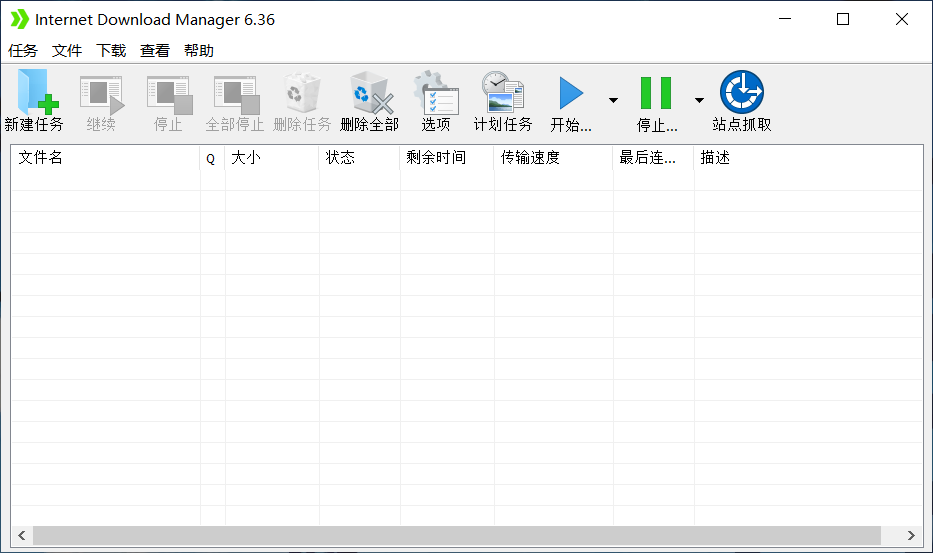 Internet Download Manager 6.36
任务 文件 下载 查看 帮助
新建任务 继续 停止 全部停止 删除任务 删除全部 选项 计划任务 开始... 停止... 站点抓取
文件名 Q 大小 状态 剩余时间 传输速度 最后连... 描述